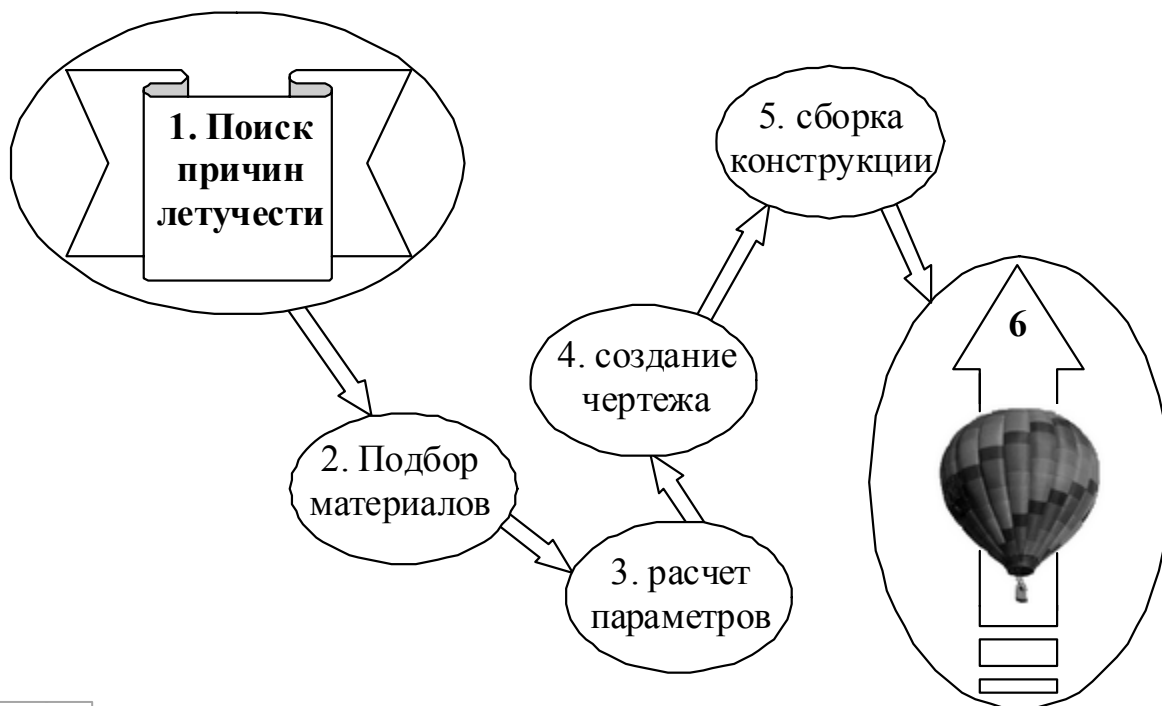 1. Поиск
причин
летучести
2. Подбор
материалов
3. расчет
параметров
4. создание
чертежа
5. сборка
конструкции
6